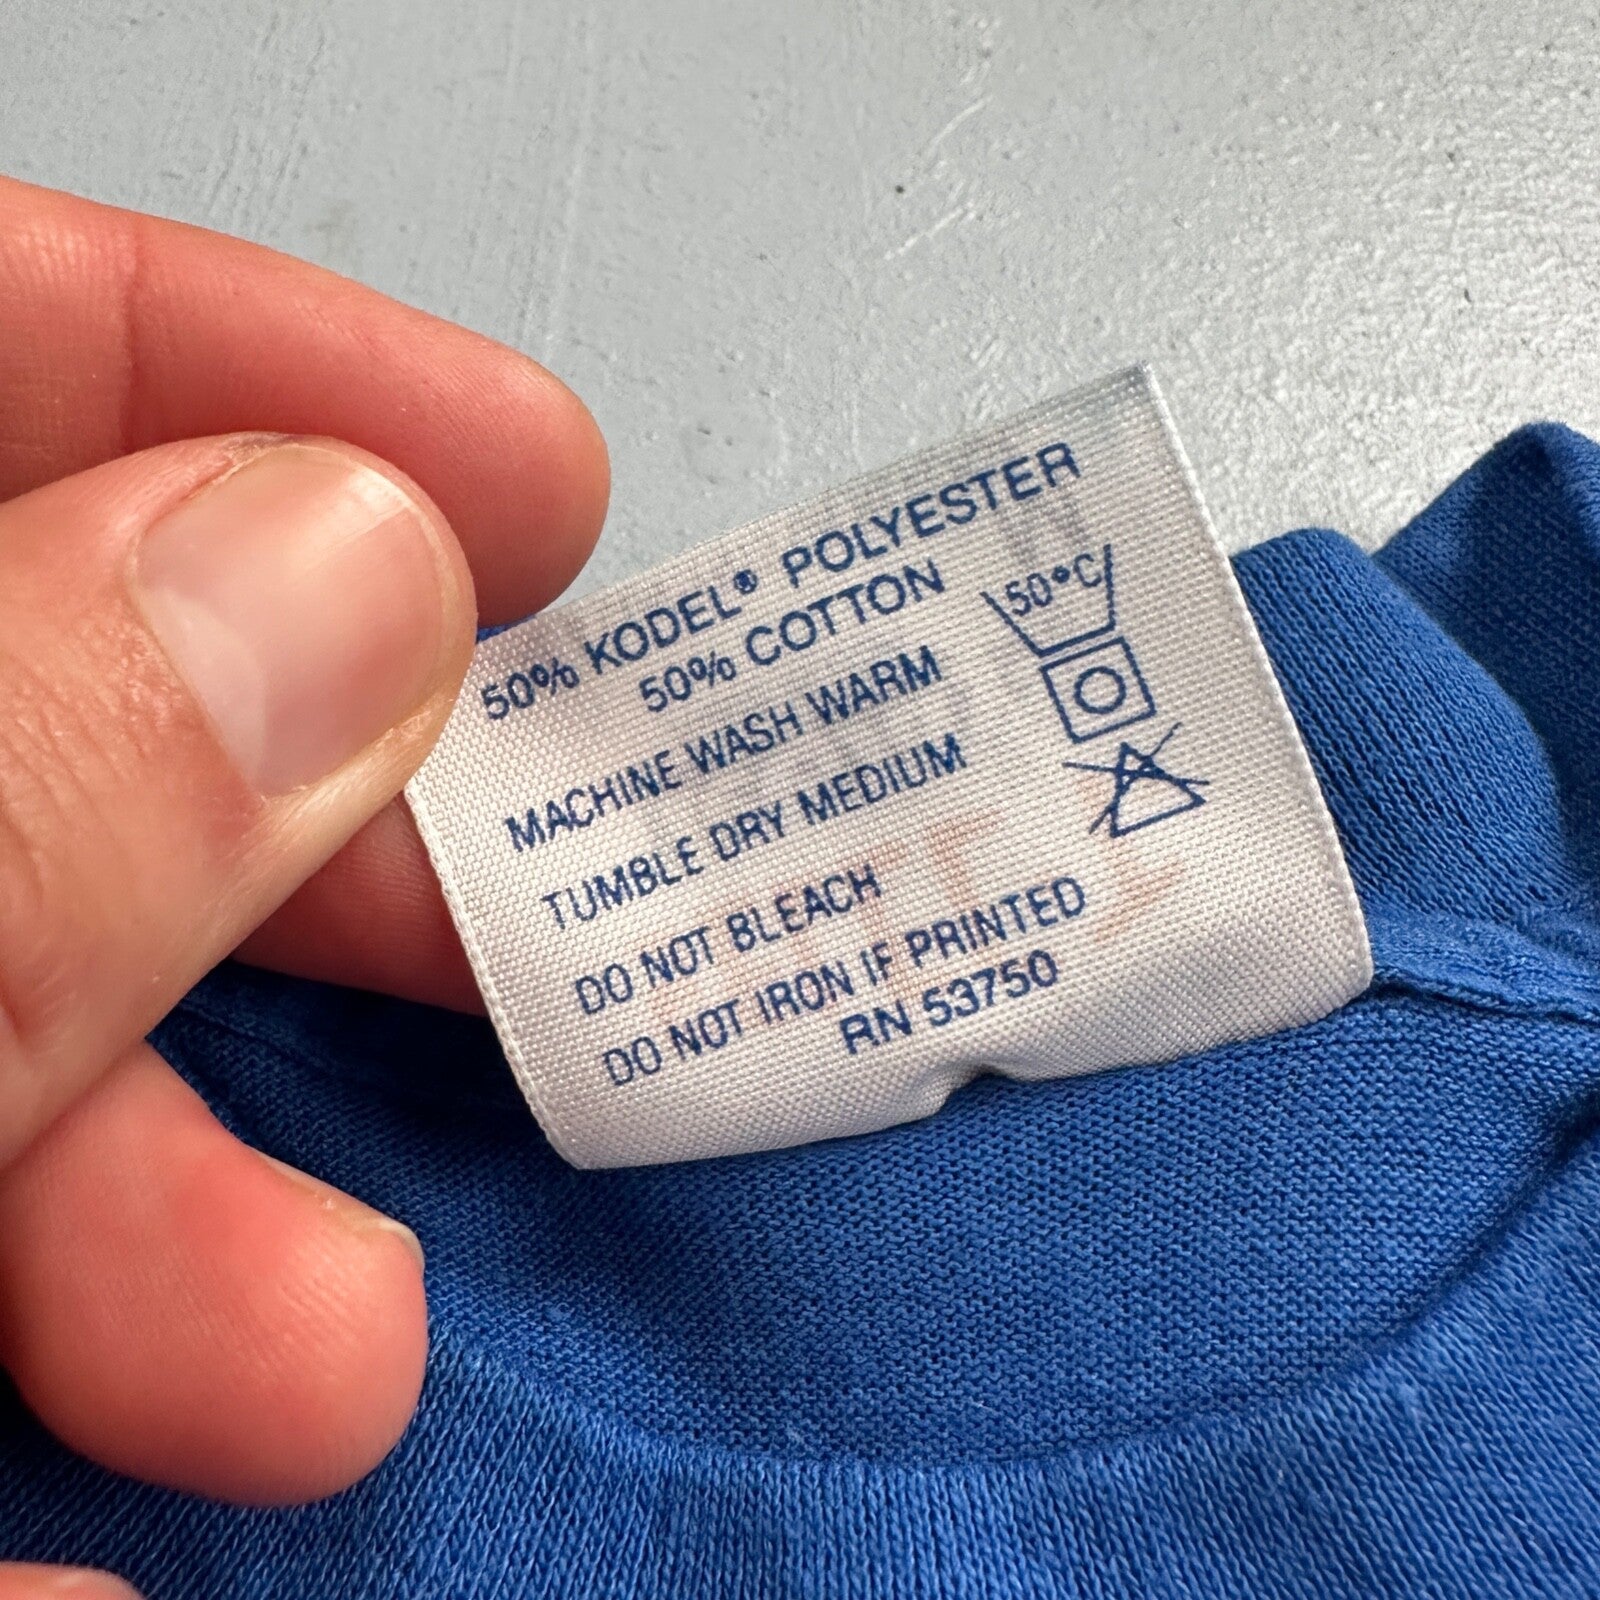 50% KODEL® POLYESTER
50% COTTON
MACHINE WASH WARM
TUMBLE DRY MEDIUM
DO NOT BLEACH
DO NOT IRON IF PRINTED
RN 53750
50°C